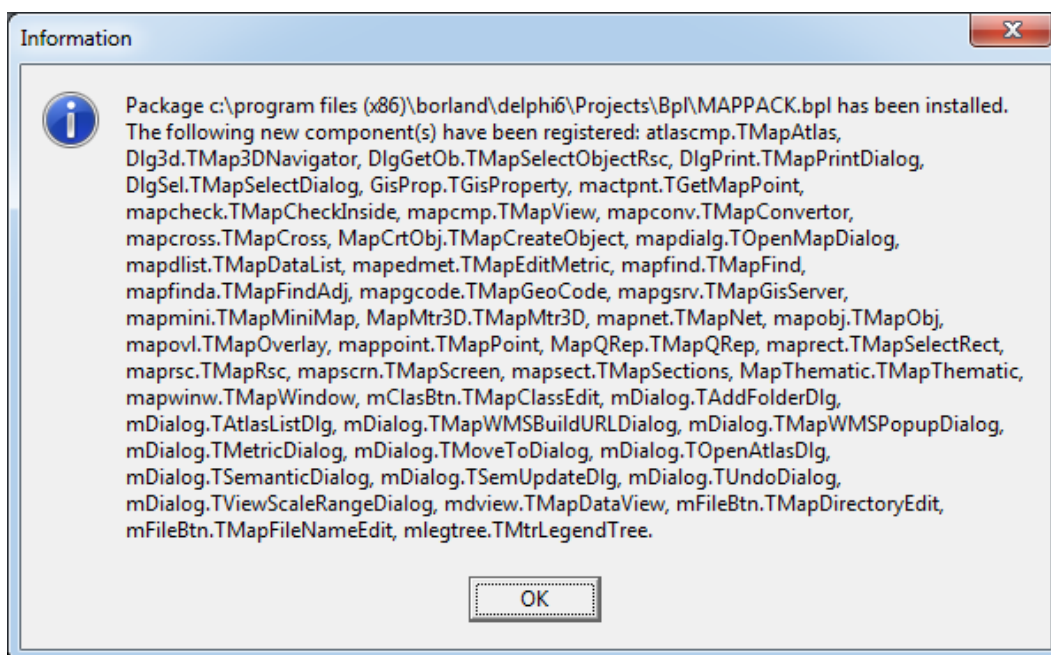 Information
Package c:\program files (x86)\borland\delphi6\Projects\Bpl\MAPPACK.bpl has been installed.
The following new component(s) have been registered: atlascmp.TMapAtlas,
Dlg3d.TMap3DNavigator, DlgGetOb.TMapSelectObjectRsc, DlgPrint.TMapPrintDialog,
DlgSel.TMapSelectDialog, GisProp.TGisProperty, mactpnt.TGetMapPoint,
mapcheck.TMapCheckInside, mapcmp.TMapView, mapconv.TMapConvertor,
mapcross.TMapCross, MapCrtObj.TMapCreateObject, mapdialg.TOpenMapDialog,
mapdlist.TMapDataList, mapedmet.TMapEditMetric, mapfind.TMapFind,
mapfinda.TMapFindAdj, mapgcode.TMapGeoCode, mapgsrv.TMapGisServer,
mapmini.TMapMiniMap, MapMtr3D.TMapMtr3D, mapnet.TMapNet, mapobj.TMapObj,
mapovl.TMapOverlay, mappoint.TMapPoint, MapQRep.TMapQRep, maprect.TMapSelectRect,
maprsc.TMapRsc, mapscrn.TMapScreen, mapsect.TMapSections, MapThematic.TMapThematic,
mapwinw.TMapWindow, mClasBtn.TMapClassEdit, mDialog.TAddFolderDlg,
mDialog.TAtlasListDlg, mDialog.TMapWMSBuildURLDialog, mDialog.TMapWMSPopupDialog,
mDialog.TMetricDialog, mDialog.TMoveToDialog, mDialog.TOpenAtlasDlg,
mDialog.TSemanticDialog, mDialog.TSemUpdateDlg, mDialog.TUndoDialog,
mDialog.TViewScaleRangeDialog, mdview.TMapDataView, mFileBtn.TMapDirectoryEdit,
mFileBtn.TMapFileNameEdit, mlegtree.TMtrLegendTree.
OK